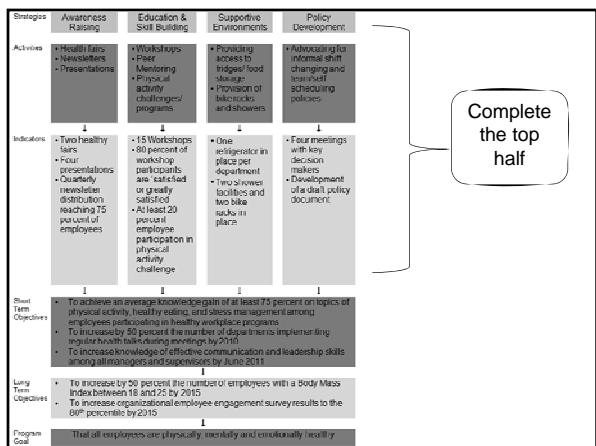 Strategies
Awareness
Raising
Education &
Skill Building
Supportive
Environments
Policy
Development
Activities
• Health fairs
• Newsletters
• Presentations
• Workshops
• Peer
Mentoring
• Physical
activity
challenges/
programs
• Providing
access to
fridges/ food
storage
• Provision of
bike rocks
and showers
• Advocating for
informal shift
changing and
team/self
scheduling
policies
Indicators
• Two healthy
fairs
• Four
presentations
• Quarterly
newsletter
distribution
reaching 75
percent of
employees
• 15 Workshops
• 80 percent of
workshop
participants
are 'satisfied
or greatly
satisfied
• At least 20
percent
employee
participation in
physical
activity
challenge
• One
refrigerator in
place per
department
• Two shower
facilities and
two bike
racks in
place
• Four meetings
with key
decision
makers
• Development
of a draft policy
document
Complete
the top
half
Short
Term
Objectives
• To achieve an average knowledge gain of at least 75 percent on topics of
physical activity, healthy eating, and stress management among
employees participating in healthy workplace programs
• To increase by 50 percent the number of departments implementing
regular health talks during meetings by 2010
• To increase knowledge of effective communication and leadership skills
among all managers and supervisors by June 2011
Long
Term
Objectives
• To increase by 50 percent the number of employees with a Body Mass
Index between 18 and 25 by 2015
• To increase organizational employee engagement survey results to the
80th percentile by 2015
Program
Goal
That all employees are physically, mentally and emotionally healthy